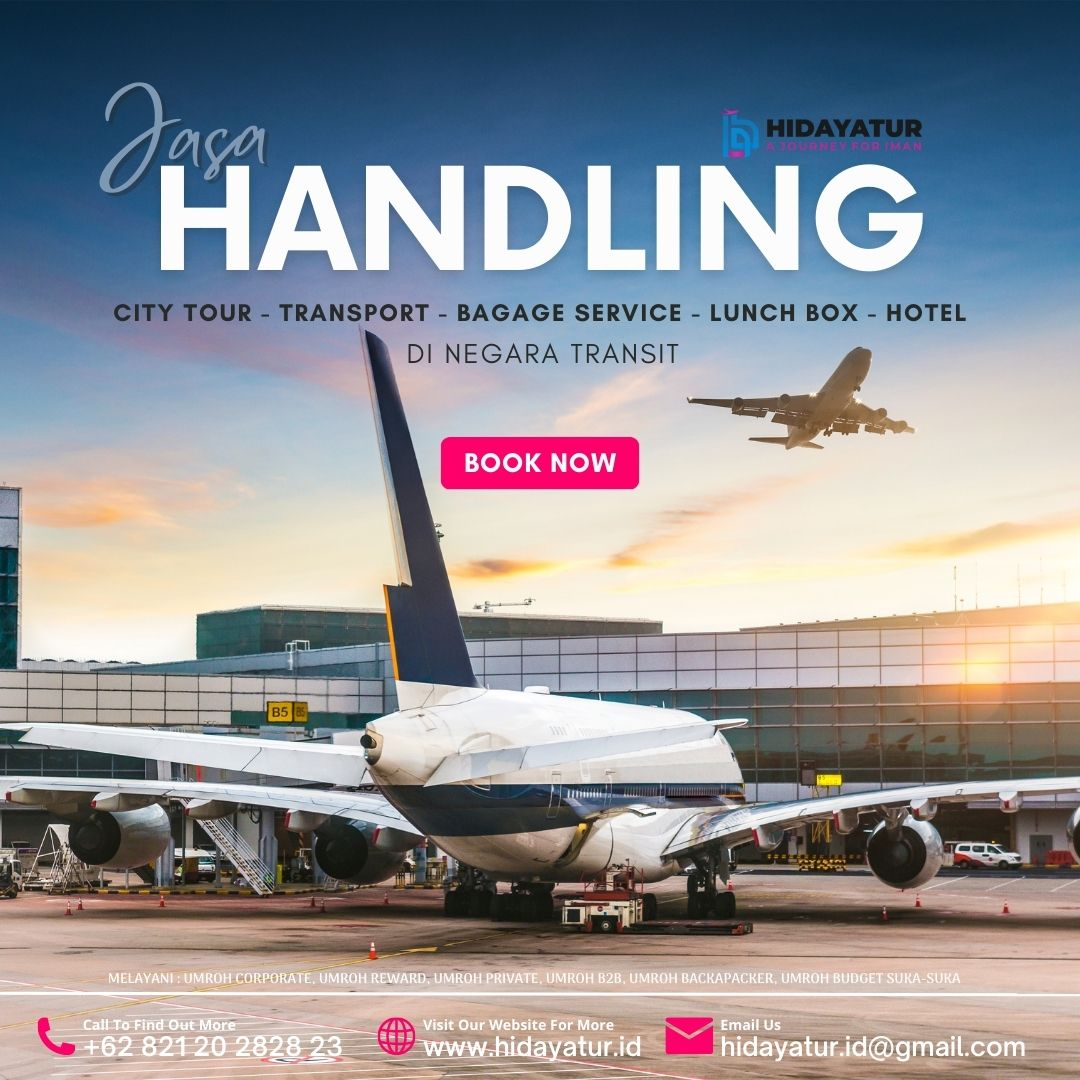 Jasa
HIDAYATUR
A JOURNEY FOR IMAN
HANDLING
CITY TOUR - TRANSPORT - BAGAGE SERVICE - LUNCH BOX - HOTEL
DI NEGARA TRANSIT
BOOK NOW
B5 B5
MELAYANI : UMROH CORPORATE, UMROH REWARD, UMROH PRIVATE, UMROH B2B, UMROH BACKAPACKER, UMROH BUDGET SUKA-SUKA
Call To Find Out More
+62 821 20 2828 23
Visit Our Website For More
www.hidayatur.id
Email Us
hidayatur.id@gmail.com